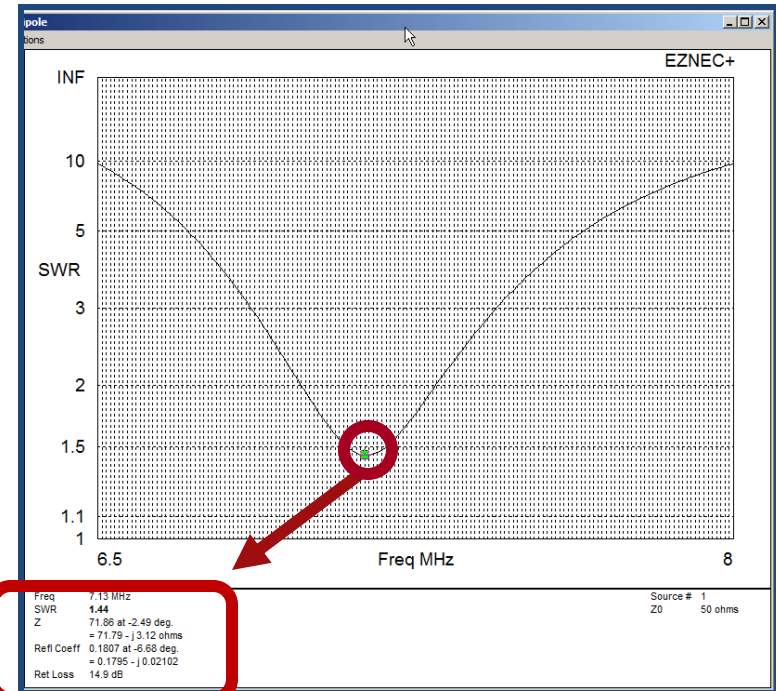 ipole
tions
EZNEC+
INF
10
5
SWR
3
2
1.5
1.1
1
6.5 Freq MHz 8
Freq 7.13 MHz
SWR 1.44
Z 71.86 at -2.49 deg.
= 71.79 - j 3.12 ohms
Refl Coeff 0.1807 at -6.68 deg.
= 0.1795 - j 0.02102
Ret Loss 14.9 dB
Source # 1
Z0 50 ohms